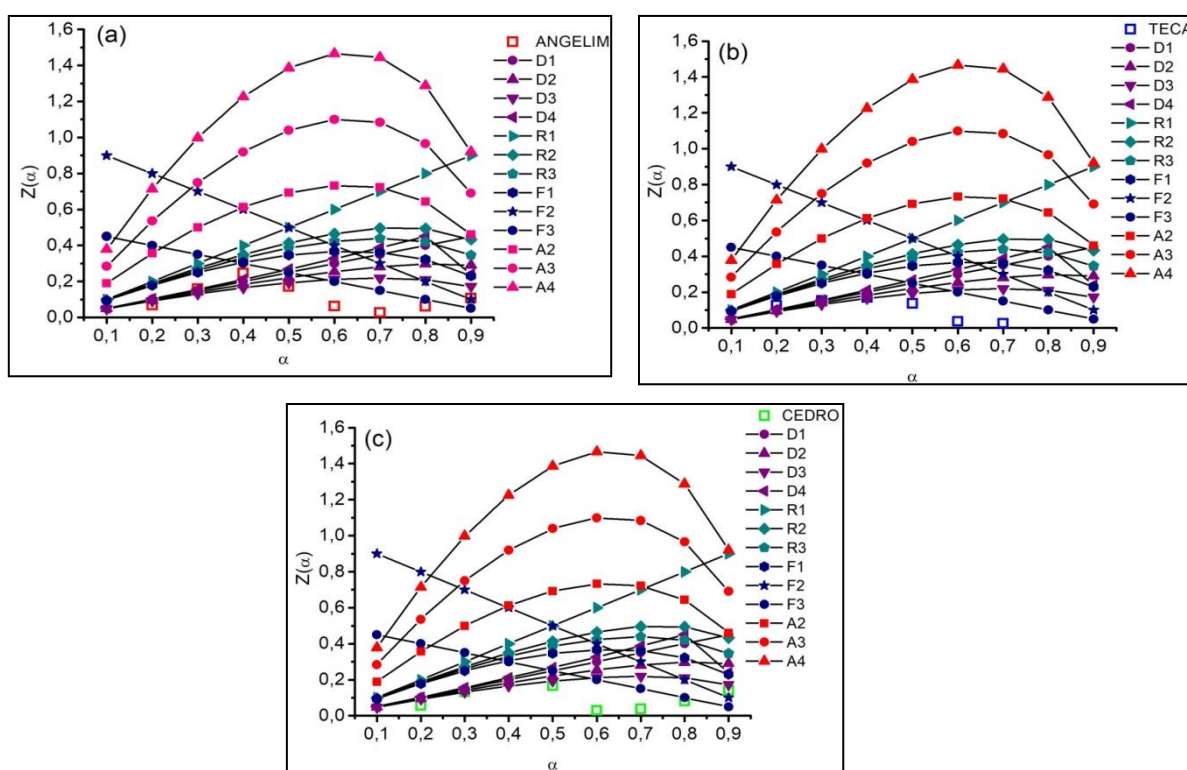 (a)
Z(α)
1,6
1,4
1,2
1,0
0,8
0,6
0,4
0,2
0,0
0,1 0,2 0,3 0,4 0,5 0,6 0,7 0,8 0,9
α
ANGELIM
D1
D2
D3
D4
R1
R2
R3
F1
F2
F3
A2
A3
A4
(b)
Z(α)
1,6
1,4
1,2
1,0
0,8
0,6
0,4
0,2
0,0
0,1 0,2 0,3 0,4 0,5 0,6 0,7 0,8 0,9
α
TECA
D1
D2
D3
D4
R1
R2
R3
F1
F2
F3
A2
A3
A4
(c)
Z(α)
1,6
1,4
1,2
1,0
0,8
0,6
0,4
0,2
0,0
0,1 0,2 0,3 0,4 0,5 0,6 0,7 0,8 0,9
α
CEDRO
D1
D2
D3
D4
R1
R2
R3
F1
F2
F3
A2
A3
A4